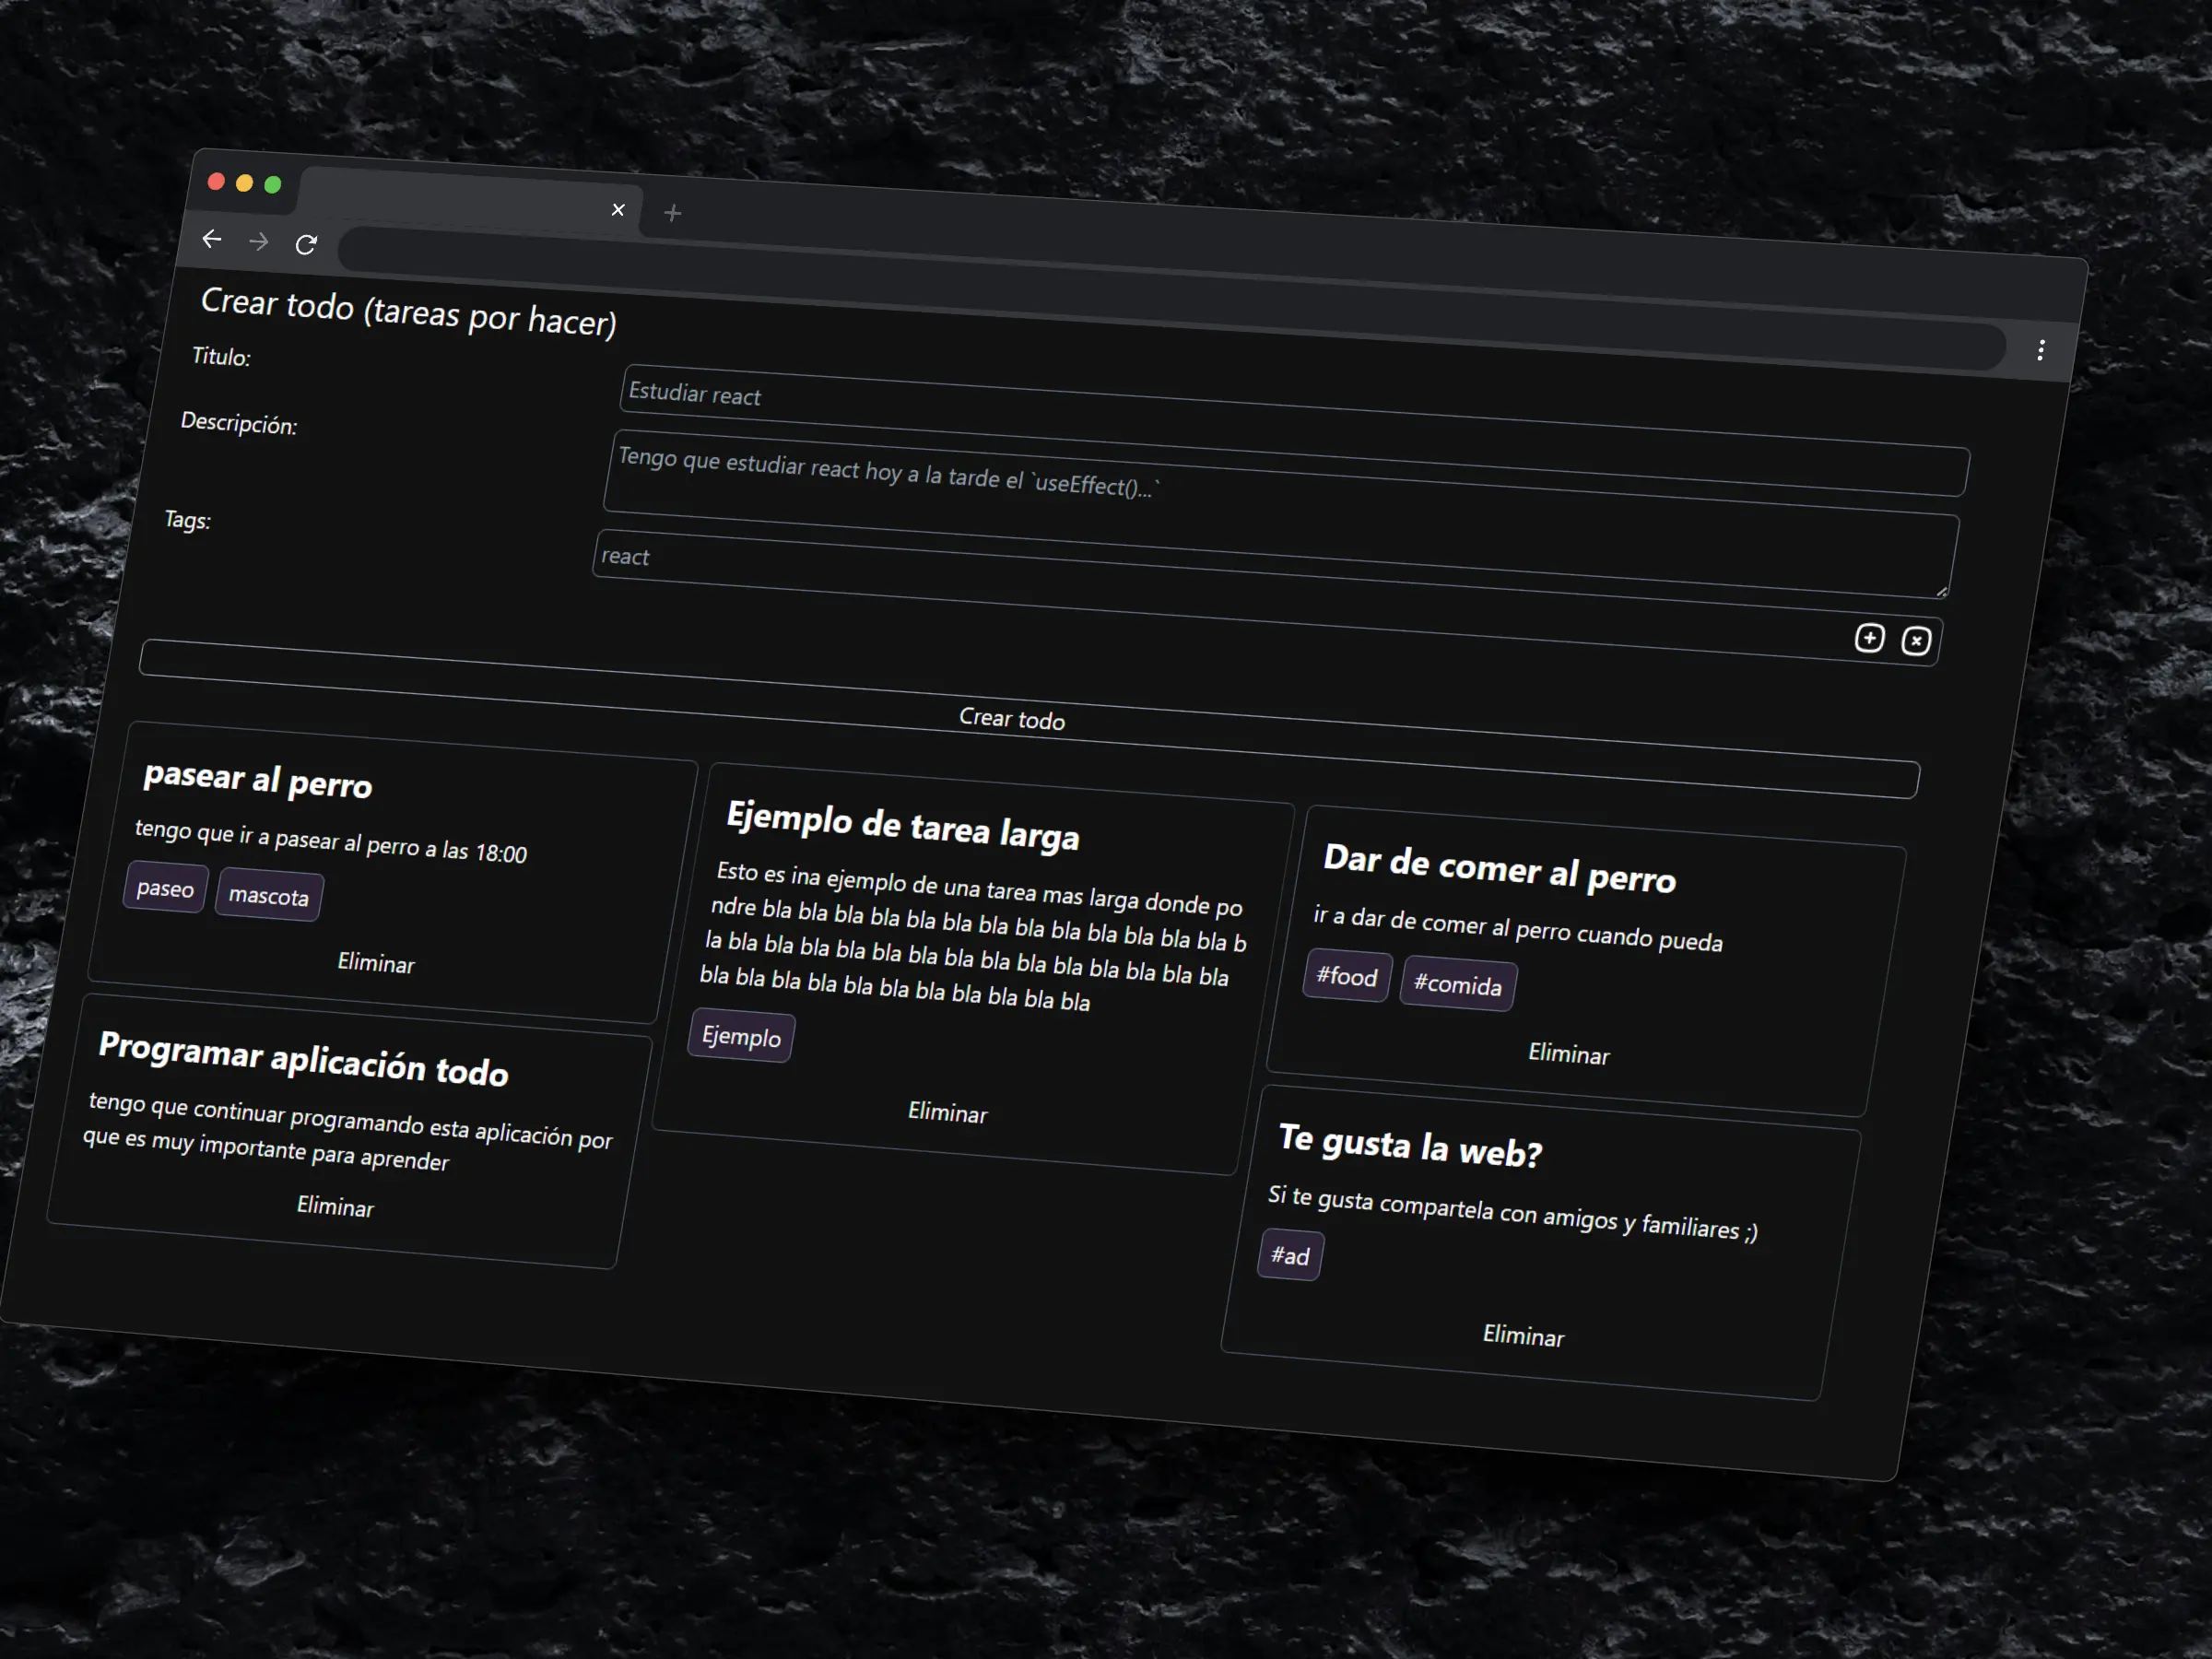 Crear todo (tareas por hacer)
Titulo:
Estudiar react
Descripción:
Tengo que estudiar react hoy a la tarde el `useEffect()...`
Tags:
react
Crear todo
pasear al perro
tengo que ir a pasear al perro a las 18:00
paseo mascota
Eliminar
Programar aplicación todo
tengo que continuar programando esta aplicación por
que es muy importante para aprender
Eliminar
Ejemplo de tarea larga
Esto es ina ejemplo de una tarea mas larga donde po
ndre bla bla bla bla bla bla bla bla bla bla bla bla bla b
la bla bla bla bla bla bla bla bla bla bla bla bla bla bla
bla bla bla bla bla bla bla bla bla bla bla
Ejemplo
Eliminar
Dar de comer al perro
ir a dar de comer al perro cuando pueda
#food #comida
Eliminar
Te gusta la web?
Si te gusta compartela con amigos y familiares ;)
#ad
Eliminar